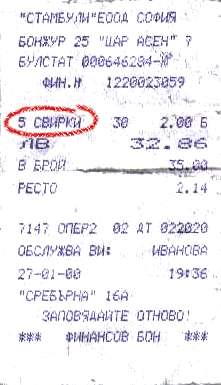 "СТАМБУЛИ"ЕООД СОФИЯ
БОНЖУР 25 "ЦАР АСЕН" 7
БУЛСТАТ 000646284-
ФИН.№ 1220023059
5 СВИРКИ 30 2.00 Б
ЛВ 32.86
В БРОЙ 35.00
РЕСТО 2.14
7147 ОПЕР2 02 ДТ 022020
ОБСЛУЖВА ВИ: ИВАНОВА
27-01-00 19:36
"СРЕБЪРНА" 16А
ЗАПОВЯДАЙТЕ ОТНОВО!
*** ФИНАНСОВ БОН ***